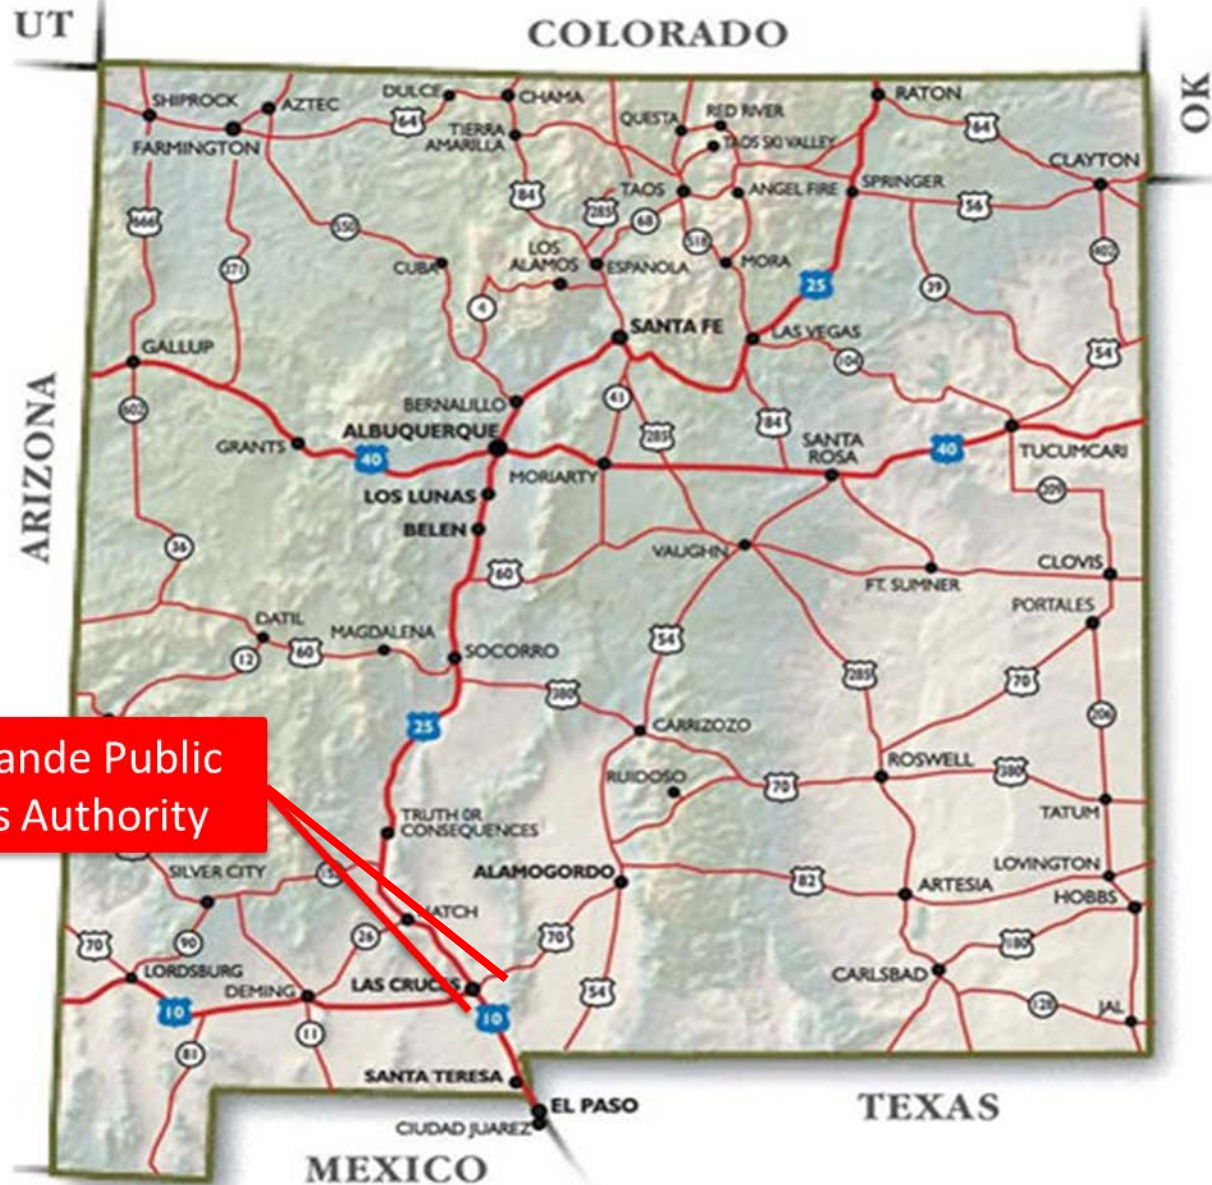 UT
COLORADO
OK
SHIPROCK
AZTEC
DULCE
CHAMA
RATON
64
QUESTA
RED RIVER
64
FARMINGTON
TIERRA
AMARILLA
TAOS SKI VALLEY
CLAYTON
84
TAOS
ANGEL FIRE
SPRINGER
56
666
550
285
68
518
371
CUBA
LOS
ALAMOS
ESPANOLA
MORA
402
4
25
39
SANTA FE
LAS VEGAS
GALLUP
104
54
ARIZONA
602
BERNALILLO
41
ALBUQUERQUE
285
84
GRANTS
40
MORIARTY
SANTA
ROSA
40
TUCUMCARI
LOS LUNAS
209
BELEN
36
60
VAUGHN
FT. SUMNER
CLOVIS
PORTALES
DATIL
MAGDALENA
54
12
60
SOCORRO
285
70
380
206
25
CARRIZOZO
ande Public
s Authority
RUIDOSO
70
ROSWELL
380
TATUM
TRUTH OR
CONSEQUENCES
SILVER CITY
ALAMOGORDO
82
ARTESIA
LOVINGTON
HOBBS
HATCH
70
90
26
70
180
LORDSBURG
DEMING
LAS CRUCES
CARLSBAD
10
10
54
128
JAL
11
81
SANTA TERESA
EL PASO
TEXAS
CIUDAD JUAREZ
MEXICO